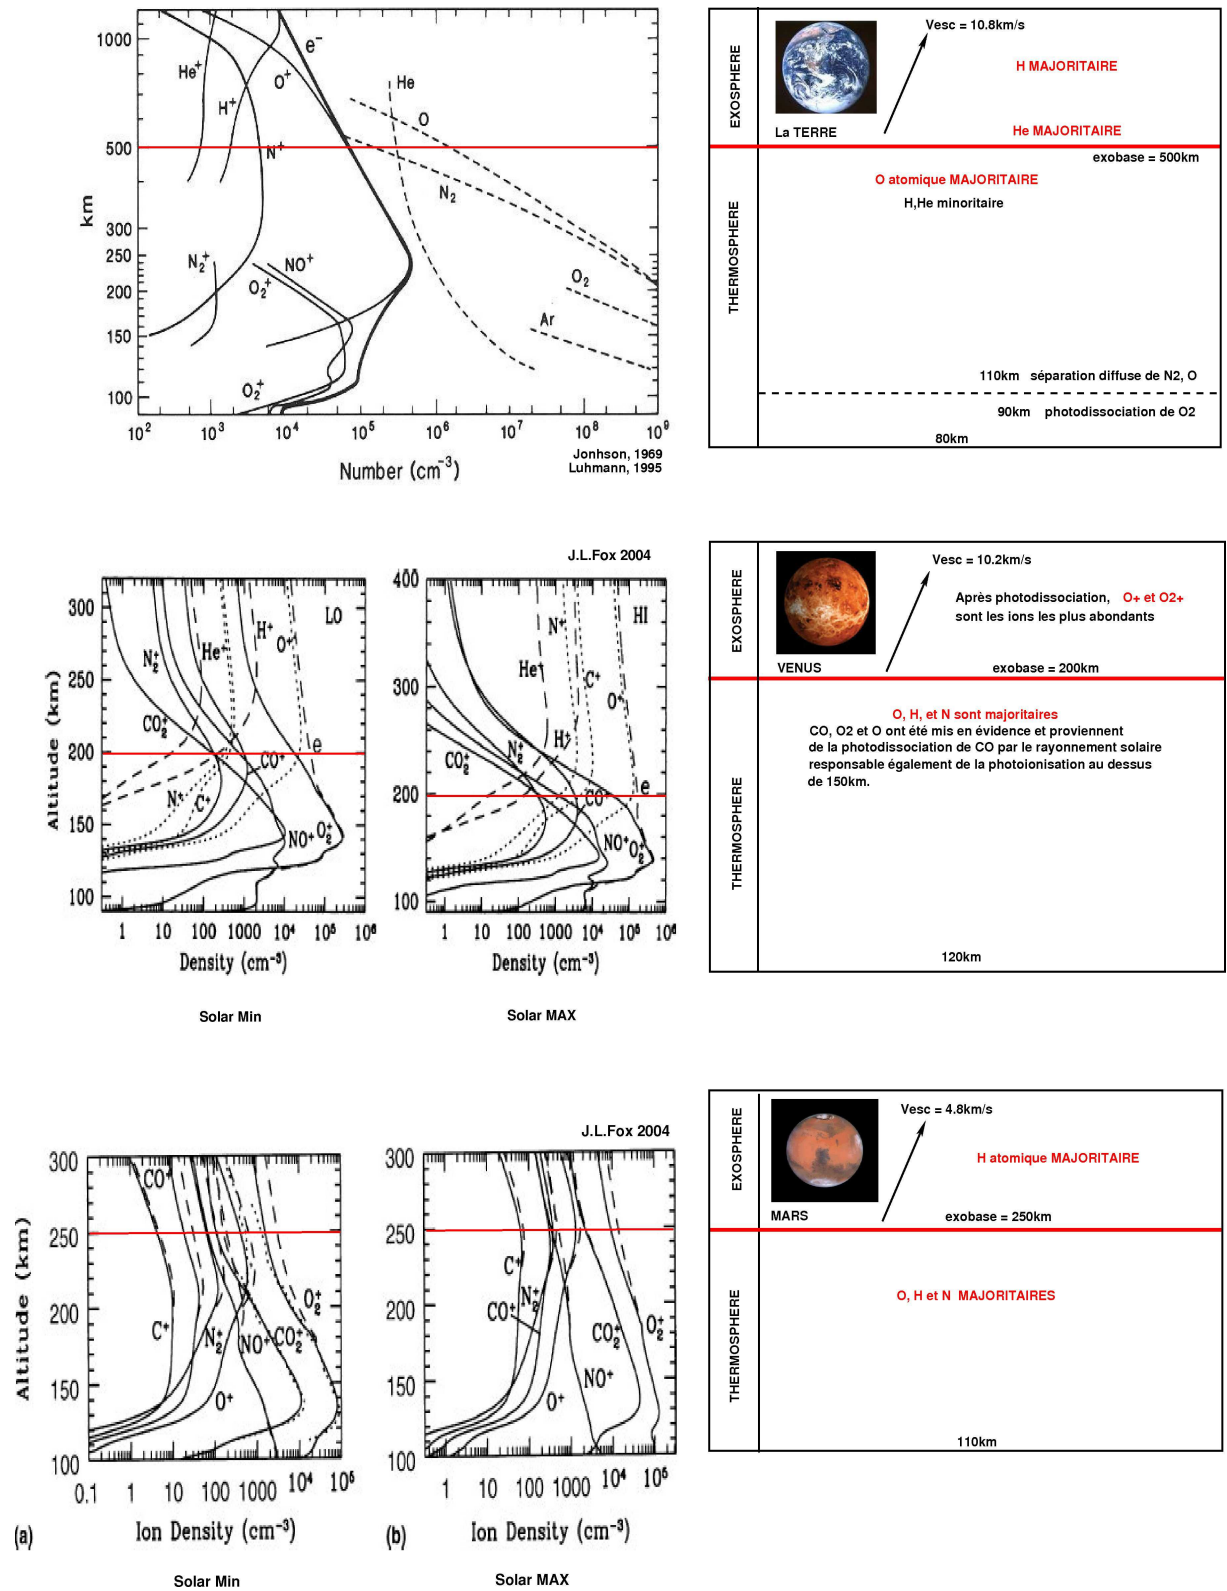 1000
500
300
250
200
150
100
km
He+
H+
O+
e-
N+
He
O
N2
N2+
NO+
O2+
O2
Ar
O2+
10^2 10^3 10^4 10^5 10^6 10^7 10^8 10^9
Number (cm-3)
Jonhson, 1969
Luhmann, 1995
EXOSPHERE
THERMOSPHERE
Vesc = 10.8km/s
H MAJORITAIRE
La TERRE
He MAJORITAIRE
exobase = 500km
O atomique MAJORITAIRE
H,He minoritaire
110km séparation diffuse de N2, O
90km photodissociation de O2
80km
J.L.Fox 2004
Altitude (km)
300
250
200
150
100
LO
N2+
He+
H+
O+
CO2+
e
CO+
N+
C+
NO+
O2+
1 10 100 1000 10^4 10^5 10^6
Density (cm-3)
Solar Min
400
300
200
100
HI
N+
He+
C+
O+
H+
N2+
CO2+
CO+
e
NO+
O2+
1 10 100 1000 10^4 10^5 10^6
Density (cm-3)
Solar MAX
EXOSPHERE
THERMOSPHERE
Vesc = 10.2km/s
Après photodissociation, O+ et O2+
sont les ions les plus abondants
VENUS
exobase = 200km
O, H, et N sont majoritaires
CO, O2 et O ont été mis en évidence et proviennent
de la photodissociation de CO par le rayonnement solaire
responsable également de la photoionisation au dessus
de 150km.
120km
J.L.Fox 2004
Altitude (km)
300
250
200
150
100
CO+
C+
N2+
NO+
CO2+
O2+
O+
0.1 1 10 100 1000 10^4 10^5
(a)
Ion Density (cm-3)
Solar Min
300
250
200
150
100
C+
N2+
CO+
CO2+
O2+
NO+
O+
1 10 100 1000 10^4 10^5
(b)
Ion Density (cm-3)
Solar MAX
EXOSPHERE
THERMOSPHERE
Vesc = 4.8km/s
H atomique MAJORITAIRE
MARS
exobase = 250km
O, H et N MAJORITAIRES
110km